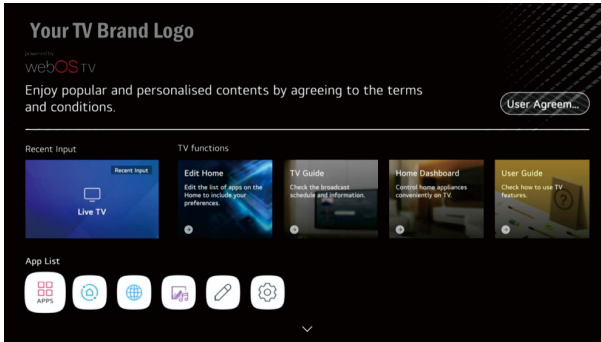 Your TV Brand Logo
powered by
webOS TV
Enjoy popular and personalised contents by agreeing to the terms
and conditions.
User Agreem...
Recent Input
TV functions
Recent Input
Live TV
Edit Home
Edit the list of apps on the
Home to include your
preferences.
TV Guide
Check the broadcast
schedule and information.
Home Dashboard
Control home appliances
conveniently on TV.
User Guide
Check how to use TV
features.
?
App List
APPS